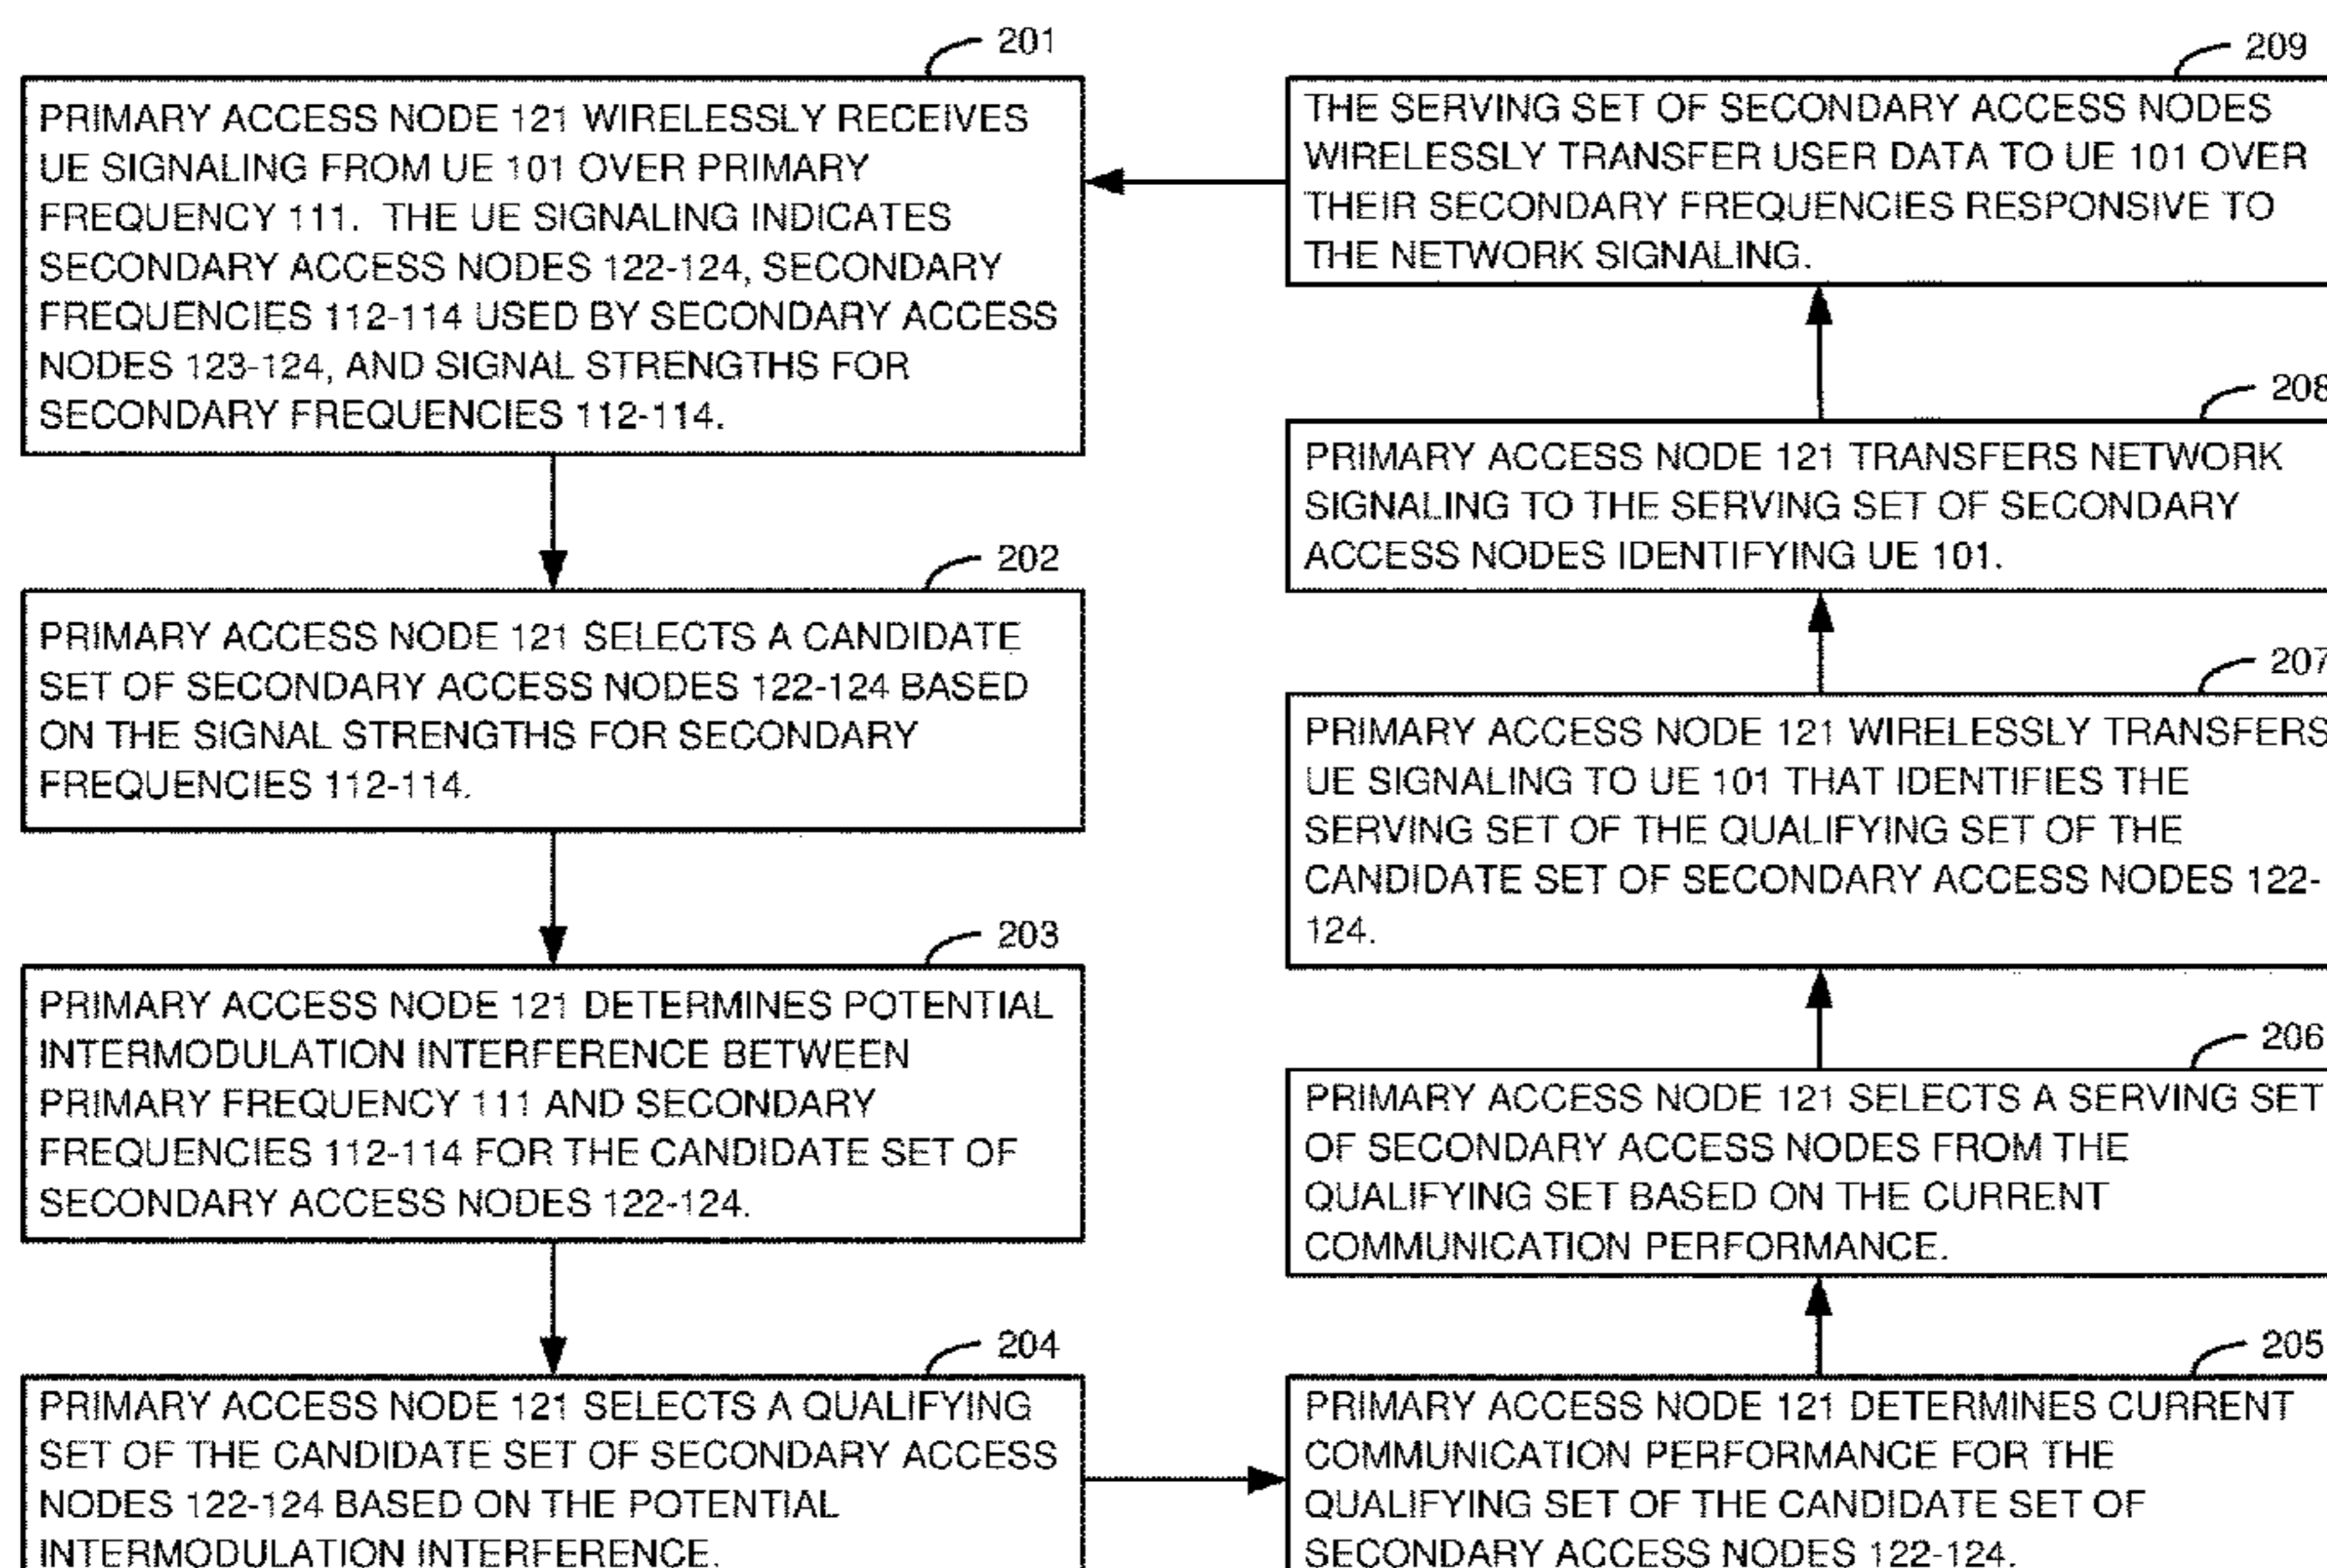 201
PRIMARY ACCESS NODE 121 WIRELESSLY RECEIVES
UE SIGNALING FROM UE 101 OVER PRIMARY
FREQUENCY 111. THE UE SIGNALING INDICATES
SECONDARY ACCESS NODES 122-124, SECONDARY
FREQUENCIES 112-114 USED BY SECONDARY ACCESS
NODES 123-124, AND SIGNAL STRENGTHS FOR
SECONDARY FREQUENCIES 112-114.
202
PRIMARY ACCESS NODE 121 SELECTS A CANDIDATE
SET OF SECONDARY ACCESS NODES 122-124 BASED
ON THE SIGNAL STRENGTHS FOR SECONDARY
FREQUENCIES 112-114.
203
PRIMARY ACCESS NODE 121 DETERMINES POTENTIAL
INTERMODULATION INTERFERENCE BETWEEN
PRIMARY FREQUENCY 111 AND SECONDARY
FREQUENCIES 112-114 FOR THE CANDIDATE SET OF
SECONDARY ACCESS NODES 122-124.
204
PRIMARY ACCESS NODE 121 SELECTS A QUALIFYING
SET OF THE CANDIDATE SET OF SECONDARY ACCESS
NODES 122-124 BASED ON THE POTENTIAL
INTERMODULATION INTERFERENCE.
205
PRIMARY ACCESS NODE 121 DETERMINES CURRENT
COMMUNICATION PERFORMANCE FOR THE
QUALIFYING SET OF THE CANDIDATE SET OF
SECONDARY ACCESS NODES 122-124.
206
PRIMARY ACCESS NODE 121 SELECTS A SERVING SET
OF SECONDARY ACCESS NODES FROM THE
QUALIFYING SET BASED ON THE CURRENT
COMMUNICATION PERFORMANCE.
207
PRIMARY ACCESS NODE 121 WIRELESSLY TRANSFERS
UE SIGNALING TO UE 101 THAT IDENTIFIES THE
SERVING SET OF THE QUALIFYING SET OF THE
CANDIDATE SET OF SECONDARY ACCESS NODES 122-
124.
208
PRIMARY ACCESS NODE 121 TRANSFERS NETWORK
SIGNALING TO THE SERVING SET OF SECONDARY
ACCESS NODES IDENTIFYING UE 101.
209
THE SERVING SET OF SECONDARY ACCESS NODES
WIRELESSLY TRANSFER USER DATA TO UE 101 OVER
THEIR SECONDARY FREQUENCIES RESPONSIVE TO
THE NETWORK SIGNALING.